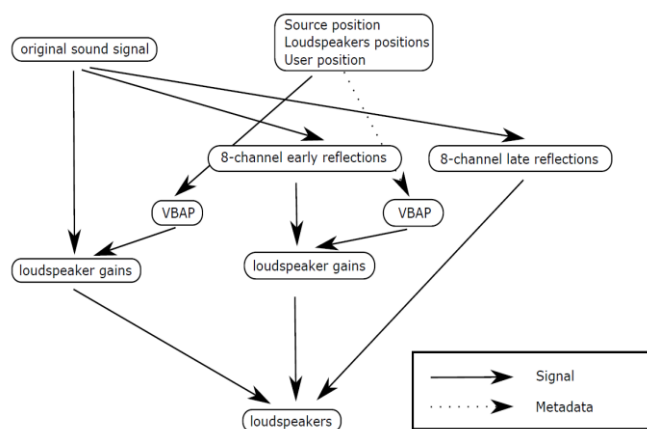 original sound signal
Source position
Loudspeakers positions
User position
8-channel early reflections
8-channel late reflections
VBAP
VBAP
loudspeaker gains
loudspeaker gains
loudspeakers
Signal
Metadata